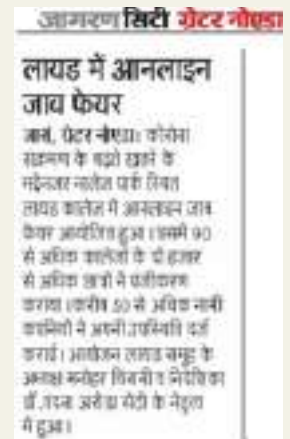 जागरण सिटी ग्रेटर नोएडा
लायड में आनलाइन
जाब फेयर
जासं, ग्रेटर नोएडा: कोरोना
संक्रमण के बढ़ते खतरे के
मद्देनजर नालेज पार्क स्थित
लायड कालेज में आनलाइन जाब
फेयर आयोजित हुआ। इसमें 90
से अधिक कालेजों के दो हजार
से अधिक छात्रों ने पंजीकरण
कराया। करीब 50 से अधिक नामी
कंपनियों ने अपनी उपस्थिति दर्ज
कराई। आयोजन लायड समूह के
अध्यक्ष मनोहर थिरानी व निदेशिका
डॉ. वंदना अरोड़ा सेठी के नेतृत्व
में हुआ।